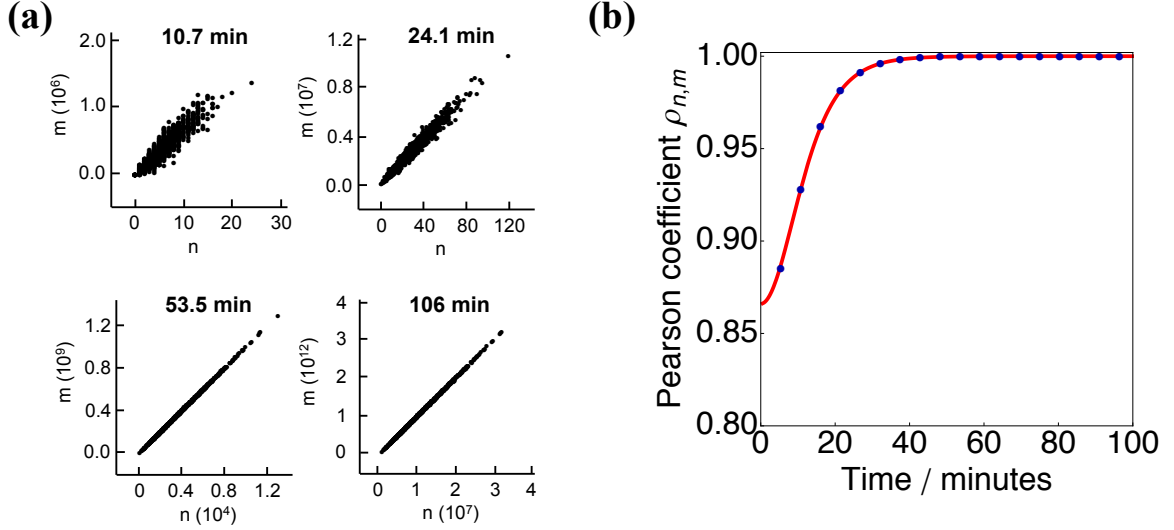 (a)
10.7 min
2.0
1.0
0.0
m (10⁶)
0 10 20 30
n
24.1 min
1.2
0.8
0.4
0.0
m (10⁷)
0 40 80 120
n
53.5 min
1.2
0.8
0.4
0.0
m (10⁹)
0 0.4 0.8 1.2
n (10⁴)
106 min
4
3
2
1
0
m (10¹²)
0 1 2 3 4
n (10⁷)
(b)
1.00
0.95
0.90
0.85
0.80
Pearson coefficient ρₙ,ₘ
0 20 40 60 80 100
Time / minutes